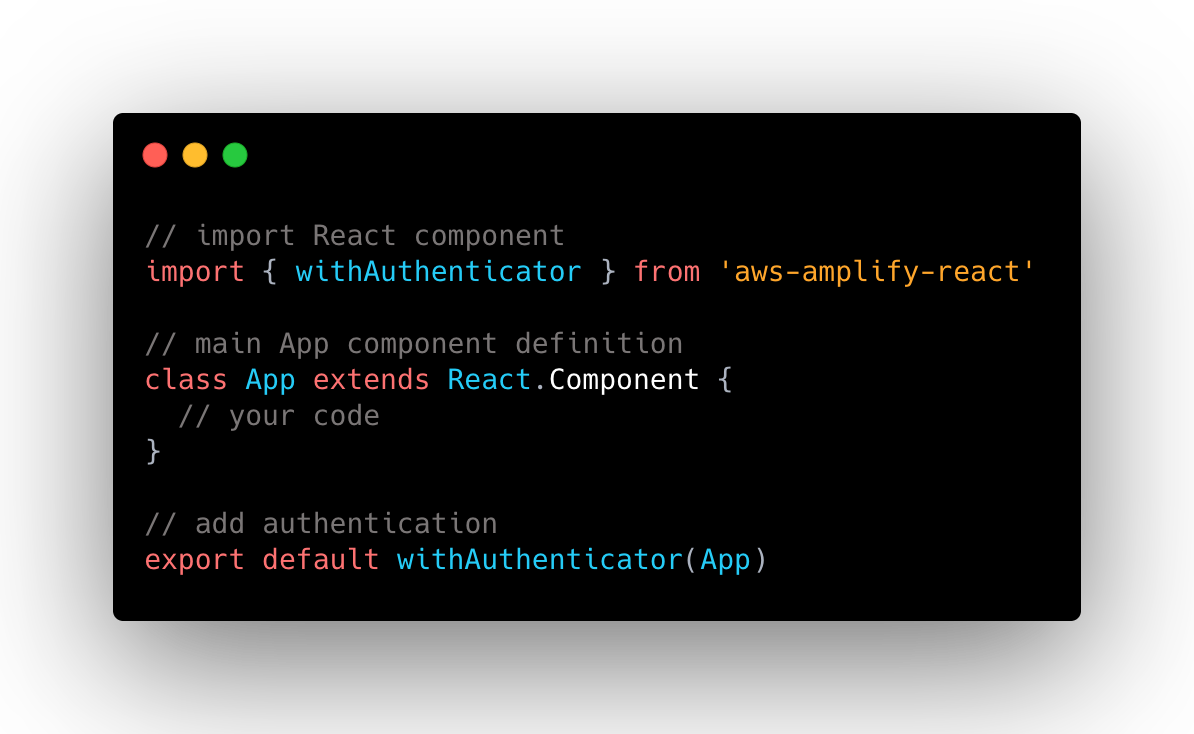 // import React component
import { withAuthenticator } from 'aws-amplify-react'
// main App component definition
class App extends React.Component {
  // your code
}
// add authentication
export default withAuthenticator(App)